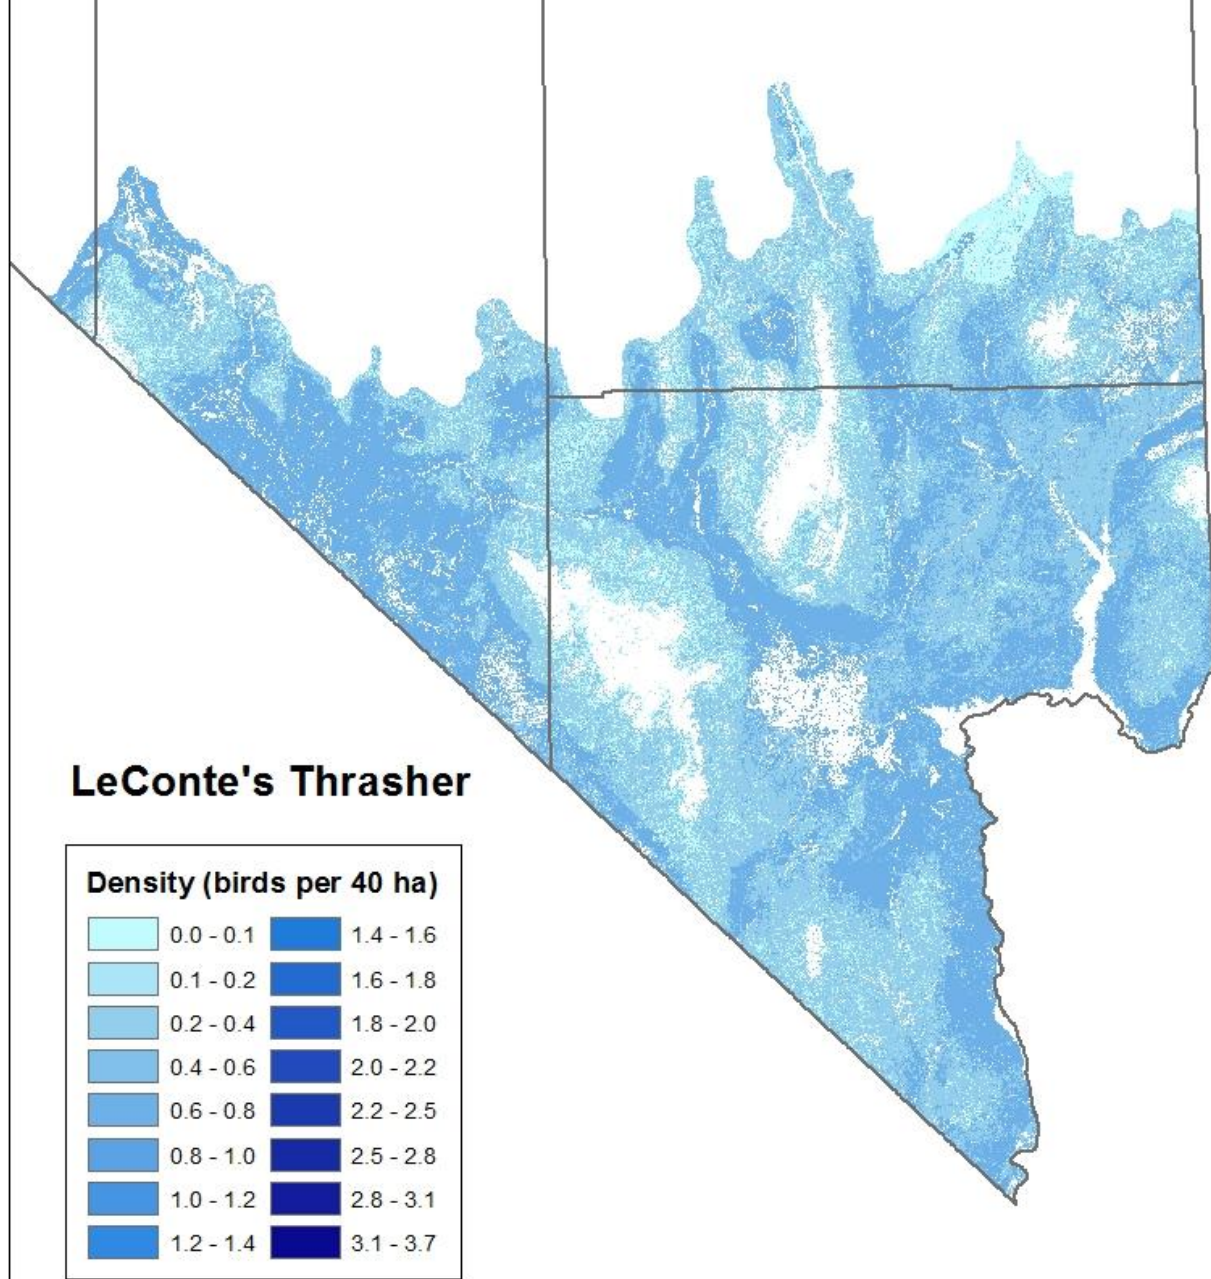 LeConte's Thrasher
Density (birds per 40 ha)
0.0 - 0.1
0.1 - 0.2
0.2 - 0.4
0.4 - 0.6
0.6 - 0.8
0.8 - 1.0
1.0 - 1.2
1.2 - 1.4
1.4 - 1.6
1.6 - 1.8
1.8 - 2.0
2.0 - 2.2
2.2 - 2.5
2.5 - 2.8
2.8 - 3.1
3.1 - 3.7